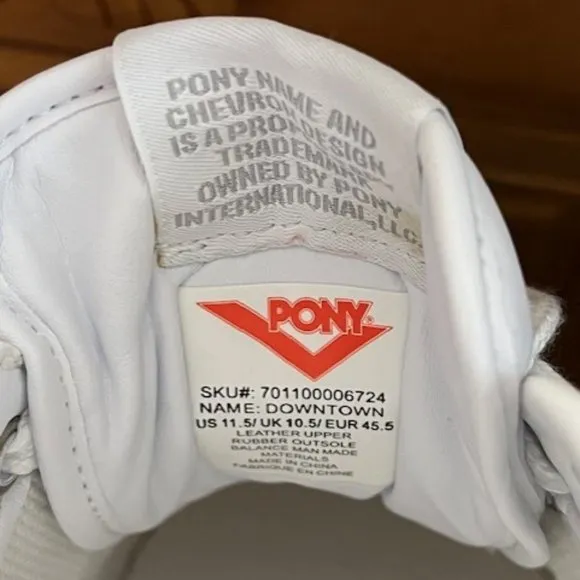 PONY NAME AND
CHEVRON DESIGN
IS A PROP
TRADEMARK
OWNED BY PONY
INTERNATIONAL, LLC.
PONY®
SKU#: 701100006724
NAME: DOWNTOWN
US 11.5/ UK 10.5/ EUR 45.5
LEATHER UPPER
RUBBER OUTSOLE
BALANCE MAN MADE
MATERIALS
MADE IN CHINA
FABRIQUÉ EN CHINE